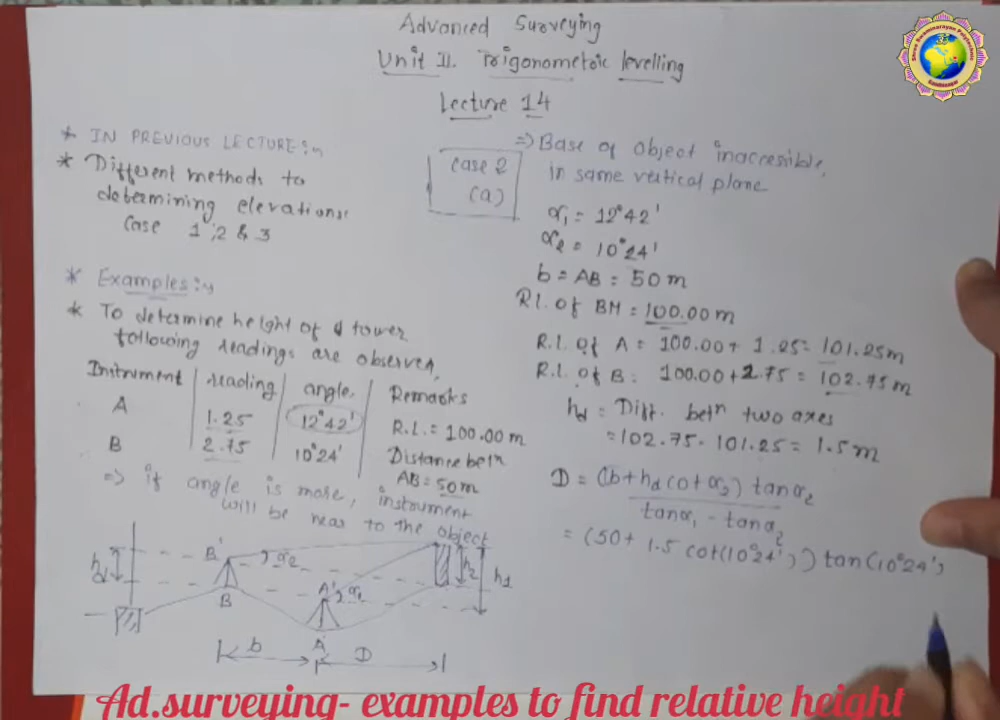 Advanced Surveying
Unit II. Trigonometric levelling
Lecture 14
* IN PREVIOUS LECTURE:
* Different methods to
determining elevations:
Case 1, 2 & 3
* Examples:
* To determine height of tower
following readings are observed,
Instrument reading angle Remarks
A 1.25 12°42' R.L. = 100.00 m
B 2.75 10°24' Distance betn
AB = 50m
=> if angle is more, instrument
will be near to the object
hd B' α2 A' α1 h2 h1
B A
b D
Case 2
(a)
=> Base of object inaccessible,
in same vertical plane
α1 = 12°42'
α2 = 10°24'
b = AB = 50 m
R.L. of BM = 100.00 m
R.L. of A = 100.00 + 1.25 = 101.25m
R.L. of B = 100.00 + 2.75 = 102.75 m
hd = Diff. betn two axes
= 102.75 - 101.25 = 1.5 m
D = (b + hd cot α2) tan α2
tan α1 - tan α2
= (50 + 1.5 cot(10°24')) tan(10°24')
Shree Swaminarayan Polytechnic
Gandhinagar
Ad.surveying- examples to find relative height